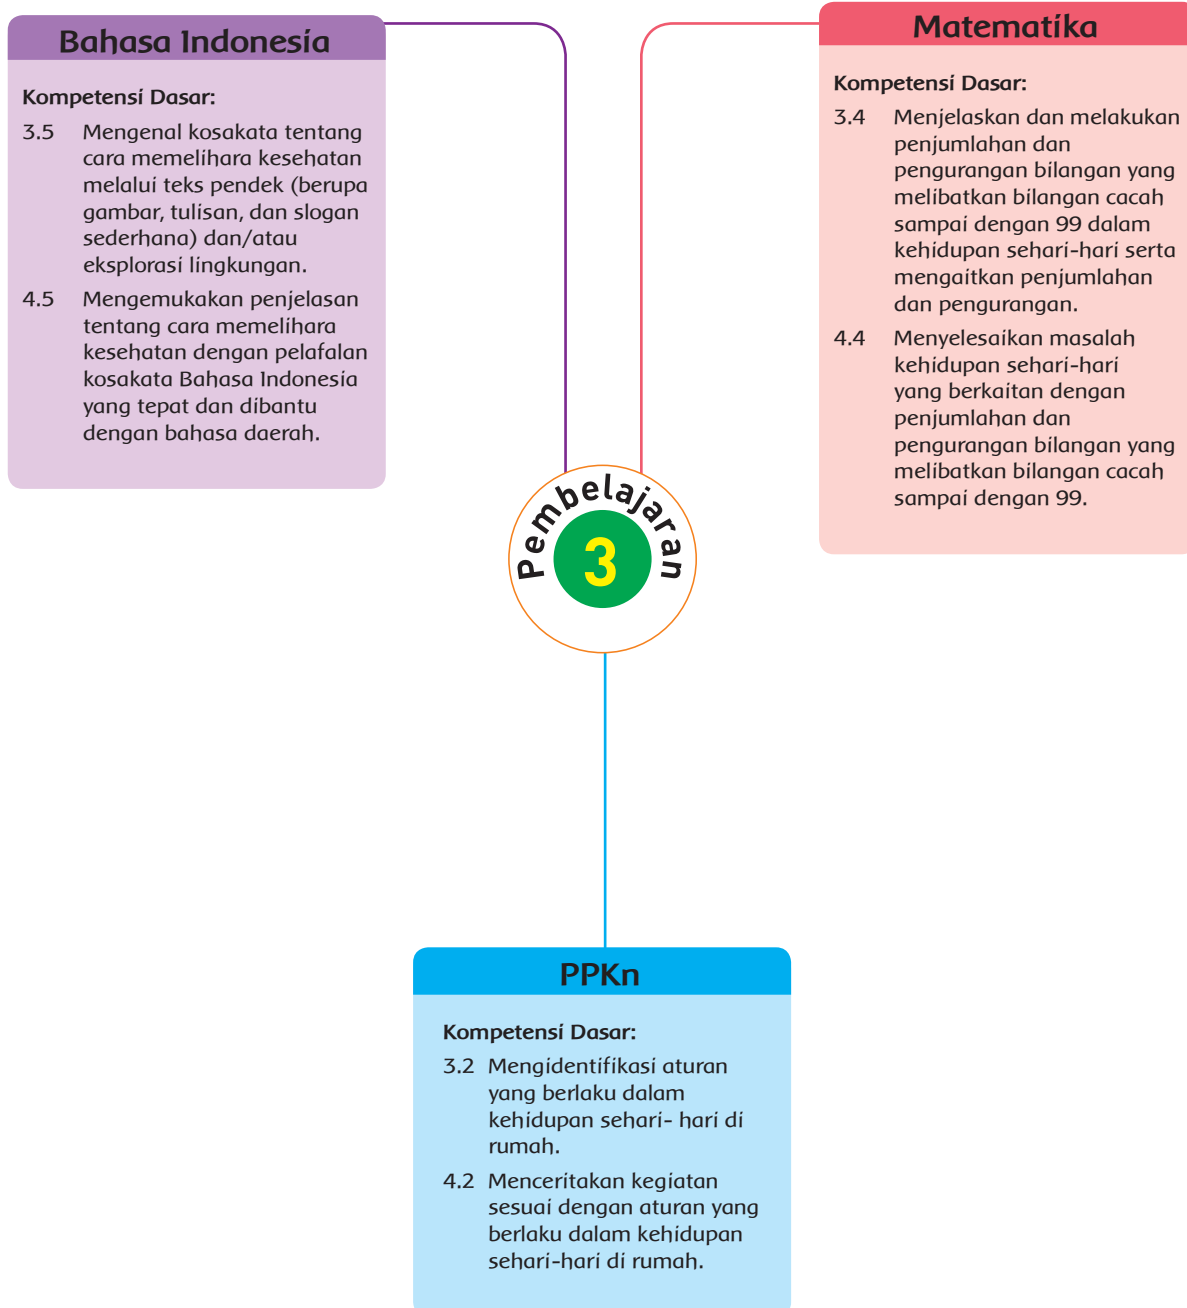 Bahasa Indonesia
Kompetensi Dasar:
3.5 Mengenal kosakata tentang
cara memelihara kesehatan
melalui teks pendek (berupa
gambar, tulisan, dan slogan
sederhana) dan/atau
eksplorasi lingkungan.
4.5 Mengemukakan penjelasan
tentang cara memelihara
kesehatan dengan pelafalan
kosakata Bahasa Indonesia
yang tepat dan dibantu
dengan bahasa daerah.
Matematika
Kompetensi Dasar:
3.4 Menjelaskan dan melakukan
penjumlahan dan
pengurangan bilangan yang
melibatkan bilangan cacah
sampai dengan 99 dalam
kehidupan sehari-hari serta
mengaitkan penjumlahan
dan pengurangan.
4.4 Menyelesaikan masalah
kehidupan sehari-hari
yang berkaitan dengan
penjumlahan dan
pengurangan bilangan yang
melibatkan bilangan cacah
sampai dengan 99.
Pembelajaran
3
PPKn
Kompetensi Dasar:
3.2 Mengidentifikasi aturan
yang berlaku dalam
kehidupan sehari- hari di
rumah.
4.2 Menceritakan kegiatan
sesuai dengan aturan yang
berlaku dalam kehidupan
sehari-hari di rumah.